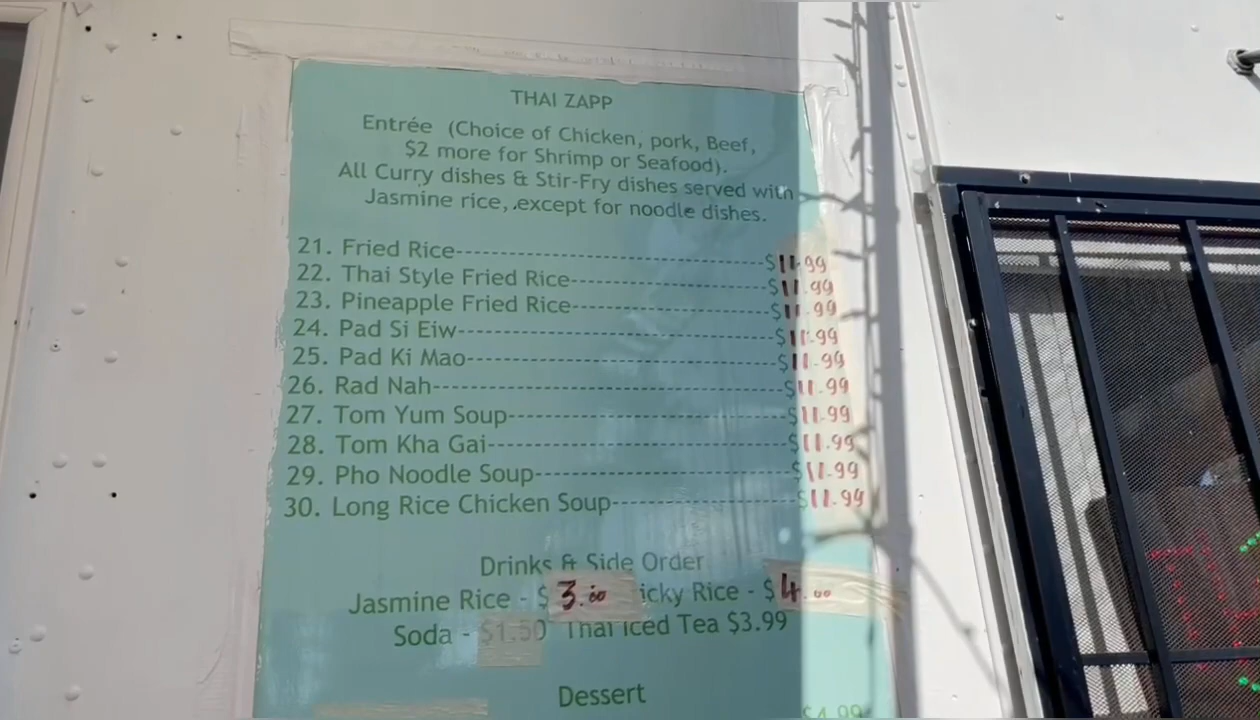 THAI ZAPP
Entrée (Choice of Chicken, pork, Beef,
$2 more for Shrimp or Seafood).
All Curry dishes & Stir-Fry dishes served with
Jasmine rice, .except for noodle dishes.
21. Fried Rice------------------------------------$11.99
22. Thai Style Fried Rice-----------------------$11.99
23. Pineapple Fried Rice-----------------------$11.99
24. Pad Si Eiw------------------------------------$11.99
25. Pad Ki Mao-----------------------------------$11.99
26. Rad Nah---------------------------------------$11.99
27. Tom Yum Soup-------------------------------$11.99
28. Tom Kha Gai----------------------------------$11.99
29. Pho Noodle Soup----------------------------$11.99
30. Long Rice Chicken Soup--------------------$11.99
Drinks & Side Order
Jasmine Rice - $3.00 icky Rice - $4.00
Soda - $1.50 Thai Iced Tea $3.99
Dessert
$4.99